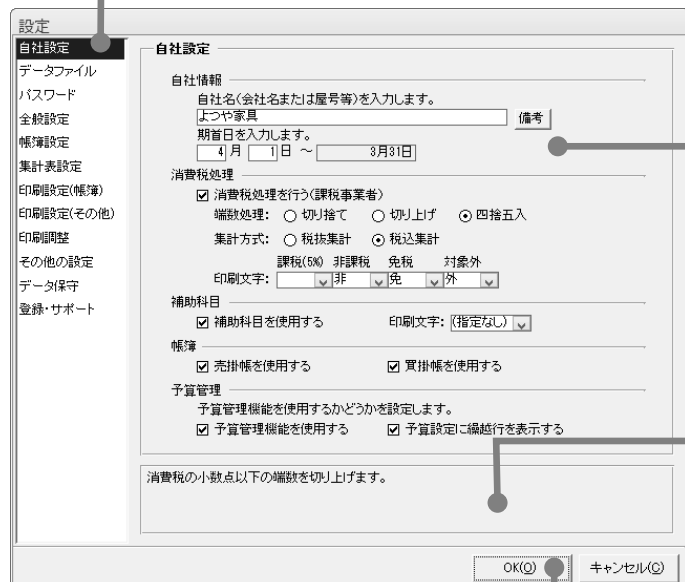 設定
自社設定
データファイル
パスワード
全般設定
帳簿設定
集計表設定
印刷設定(帳簿)
印刷設定(その他)
印刷調整
その他の設定
データ保守
登録・サポート
自社設定
自社情報
自社名(会社名または屋号等)を入力します。
よつや家具 備考
期首日を入力します。
4 月 1 日 ～ 3月31日
消費税処理
消費税処理を行う(課税事業者)
端数処理: 切り捨て 切り上げ 四捨五入
集計方式: 税抜集計 税込集計
課税(5%) 非課税 免税 対象外
印刷文字: 非 免 外
補助科目
補助科目を使用する 印刷文字: (指定なし)
帳簿
売掛帳を使用する 買掛帳を使用する
予算管理
予算管理機能を使用するかどうかを設定します。
予算管理機能を使用する 予算設定に繰越行を表示する
消費税の小数点以下の端数を切り上げます。
OK(O) キャンセル(C)